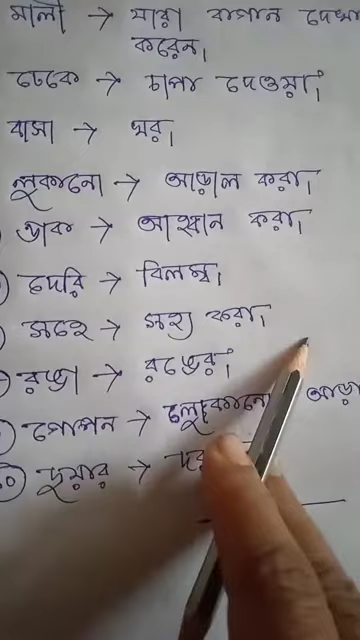 মালী → যারা বাগান দেখা
করেন।
ঢেকে → চাপা দেওয়া।
বাসা → ঘর।
লুকানো → আড়াল করা।
ডাক → আহ্বান করা।
দেরি → বিলম্ব।
সহে → সহ্য করা।
রঙা → রঙের।
গোপন → লুকোনো
দুয়ার →